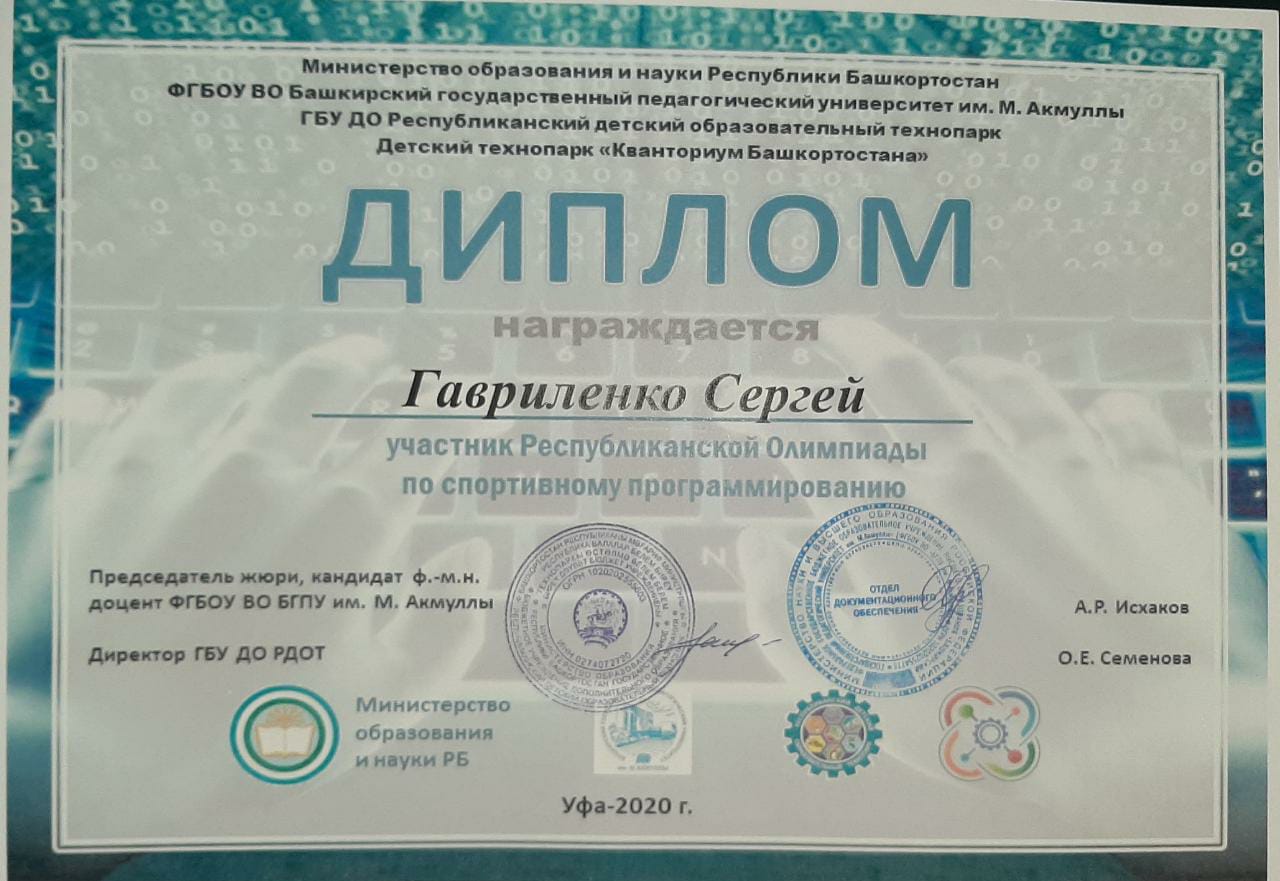 Министерство образования и науки Республики Башкортостан
ФГБОУ ВО Башкирский государственный педагогический университет им. М. Акмуллы
ГБУ ДО Республиканский детский образовательный технопарк
Детский технопарк «Кванториум Башкортостана»
ДИПЛОМ
награждается
Гавриленко Сергей
участник Республиканской Олимпиады
по спортивному программированию
Председатель жюри, кандидат ф.-м.н.
доцент ФГБОУ ВО БГПУ им. М. Акмуллы
А.Р. Исхаков
Директор ГБУ ДО РДОТ
О.Е. Семенова
ОГРН 1020202556003
ИНН 0274072720
ОТДЕЛ
ДОКУМЕНТАЦИОННОГО
ОБЕСПЕЧЕНИЯ
Министерство
образования
и науки РБ
Уфа-2020 г.